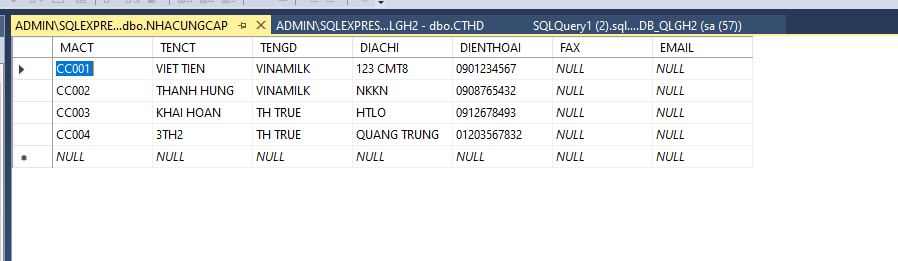 ADMIN\SQLEXPRE...dbo.NHACUNGCAP ADMIN\SQLEXPRES...LGH2 - dbo.CTHD SQLQuery1 (2).sql....DB_QLGH2 (sa (57))
MACT TENCT TENGD DIACHI DIENTHOAI FAX EMAIL
CC001 VIET TIEN VINAMILK 123 CMT8 0901234567 NULL NULL
CC002 THANH HUNG VINAMILK NKKN 0908765432 NULL NULL
CC003 KHAI HOAN TH TRUE HTLO 0912678493 NULL NULL
CC004 3TH2 TH TRUE QUANG TRUNG 01203567832 NULL NULL
NULL NULL NULL NULL NULL NULL NULL